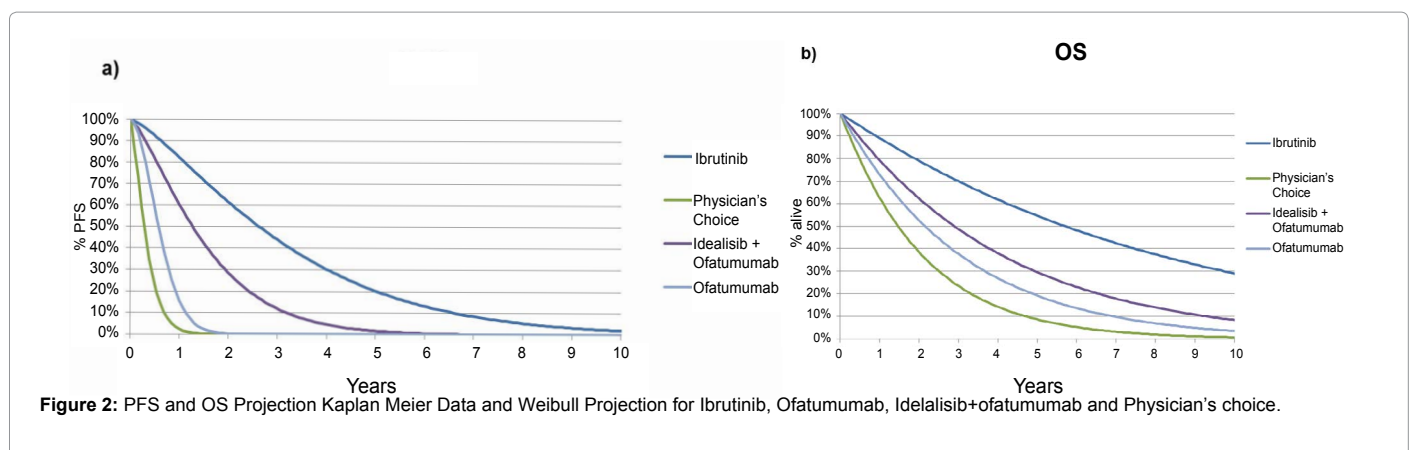 a)
100%
90%
80%
70%
60%
50%
40%
30%
20%
10%
0%
% PFS
0 1 2 3 4 5 6 7 8 9 10
Years
Ibrutinib
Physician's
Choice
Idealisib +
Ofatumumab
Ofatumumab
b)
OS
100%
90%
80%
70%
60%
50%
40%
30%
20%
10%
0%
% alive
0 1 2 3 4 5 6 7 8 9 10
Years
Ibrutinib
Physician's
Choice
Idealisib +
Ofatumumab
Ofatumumab
Figure 2: PFS and OS Projection Kaplan Meier Data and Weibull Projection for Ibrutinib, Ofatumumab, Idelalisib+ofatumumab and Physician's choice.